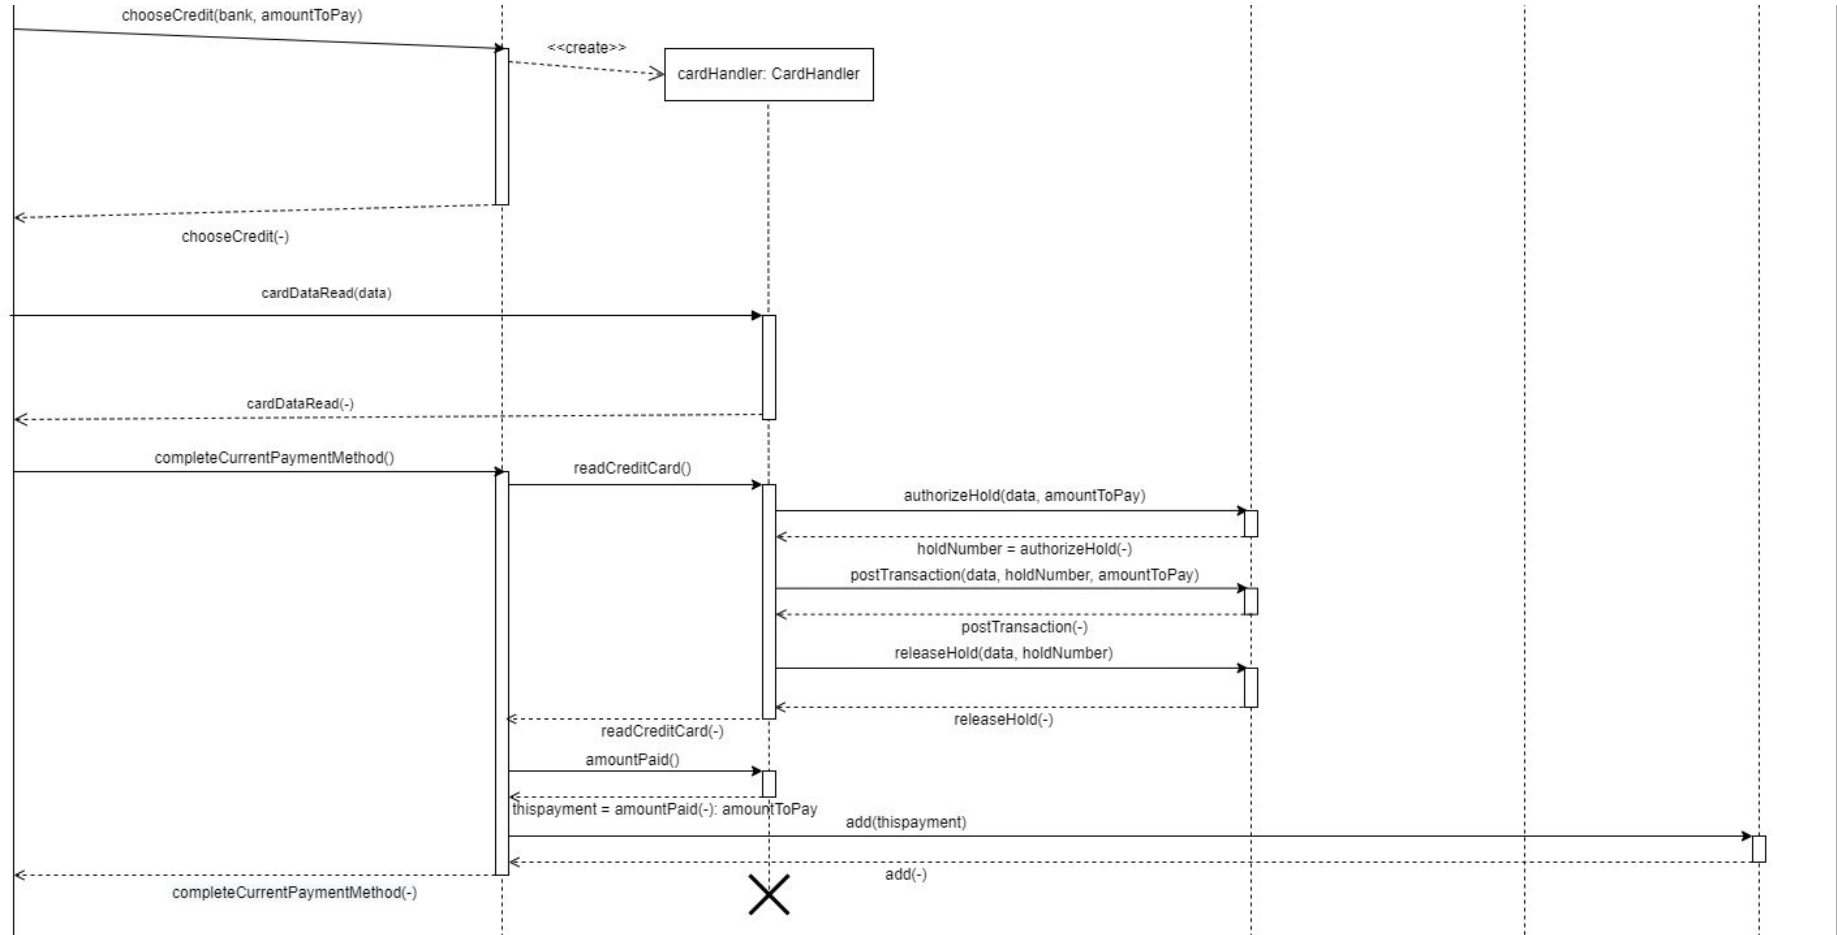 chooseCredit(bank, amountToPay)
<<create>>
cardHandler: CardHandler
chooseCredit(-)
cardDataRead(data)
cardDataRead(-)
completeCurrentPaymentMethod()
readCreditCard()
authorizeHold(data, amountToPay)
holdNumber = authorizeHold(-)
postTransaction(data, holdNumber, amountToPay)
postTransaction(-)
releaseHold(data, holdNumber)
releaseHold(-)
readCreditCard(-)
amountPaid()
thispayment = amountPaid(-): amountToPay
add(thispayment)
add(-)
completeCurrentPaymentMethod(-)